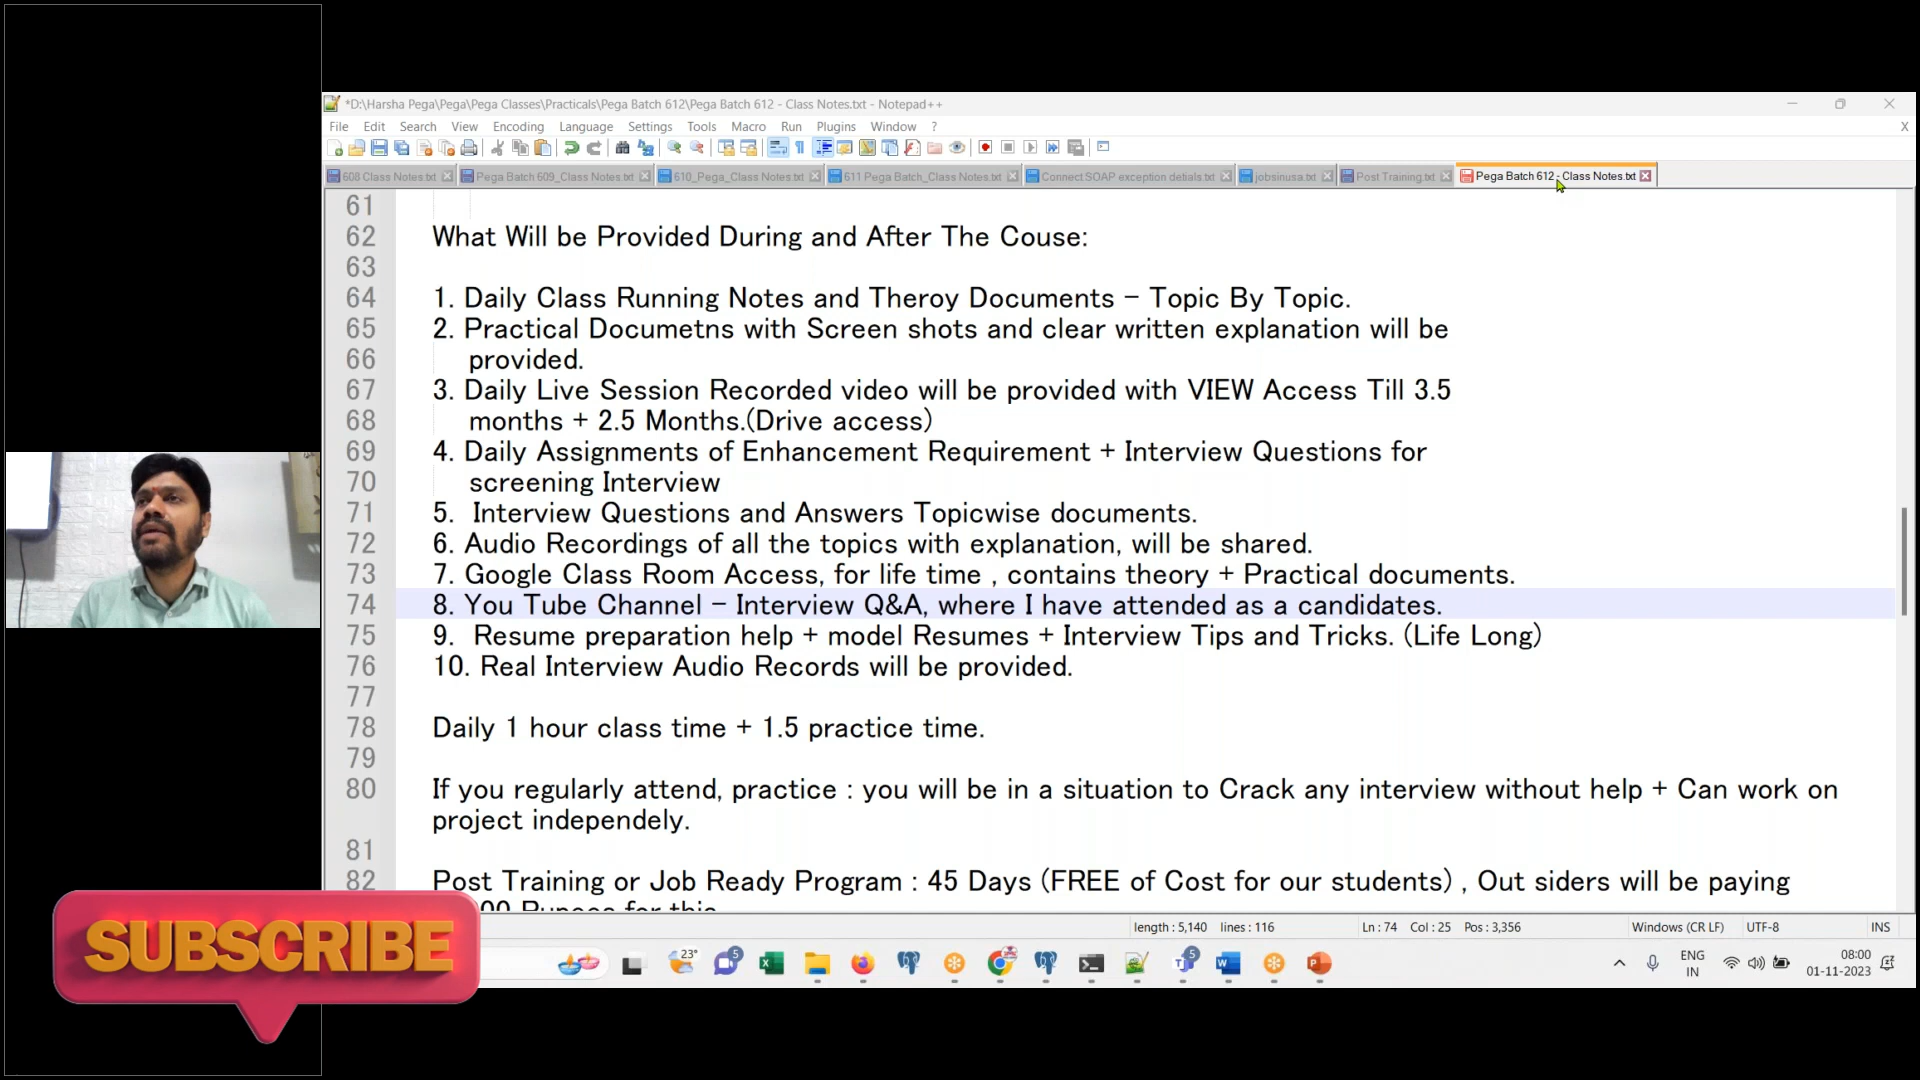 *D:\Harsha Pega\Pega\Pega Classes\Practicals\Pega Batch 612\Pega Batch 612 - Class Notes.txt - Notepad++
File Edit Search View Encoding Language Settings Tools Macro Run Plugins Window ? X
608 Class Notes.txt Pega Batch 609_Class Notes.txt 610_Pega_Class Notes.txt 611 Pega Batch_Class Notes.txt Connect SOAP exception detials.txt jobsinusa.txt Post Training.txt Pega Batch 612 - Class Notes.txt
61
62 What Will be Provided During and After The Couse:
63
64 1. Daily Class Running Notes and Theroy Documents - Topic By Topic.
65 2. Practical Documetns with Screen shots and clear written explanation will be
66 provided.
67 3. Daily Live Session Recorded video will be provided with VIEW Access Till 3.5
68 months + 2.5 Months.(Drive access)
69 4. Daily Assignments of Enhancement Requirement + Interview Questions for
70 screening Interview
71 5. Interview Questions and Answers Topicwise documents.
72 6. Audio Recordings of all the topics with explanation, will be shared.
73 7. Google Class Room Access, for life time , contains theory + Practical documents.
74 8. You Tube Channel - Interview Q&A, where I have attended as a candidates.
75 9. Resume preparation help + model Resumes + Interview Tips and Tricks. (Life Long)
76 10. Real Interview Audio Records will be provided.
77
78 Daily 1 hour class time + 1.5 practice time.
79
80 If you regularly attend, practice : you will be in a situation to Crack any interview without help + Can work on
project independely.
81
82 Post Training or Job Ready Program : 45 Days (FREE of Cost for our students) , Out siders will be paying
SUBSCRIBE
length : 5,140 lines : 116 Ln : 74 Col : 25 Pos : 3,356 Windows (CR LF) UTF-8 INS
23° 5 5 ENG
IN
08:00
01-11-2023